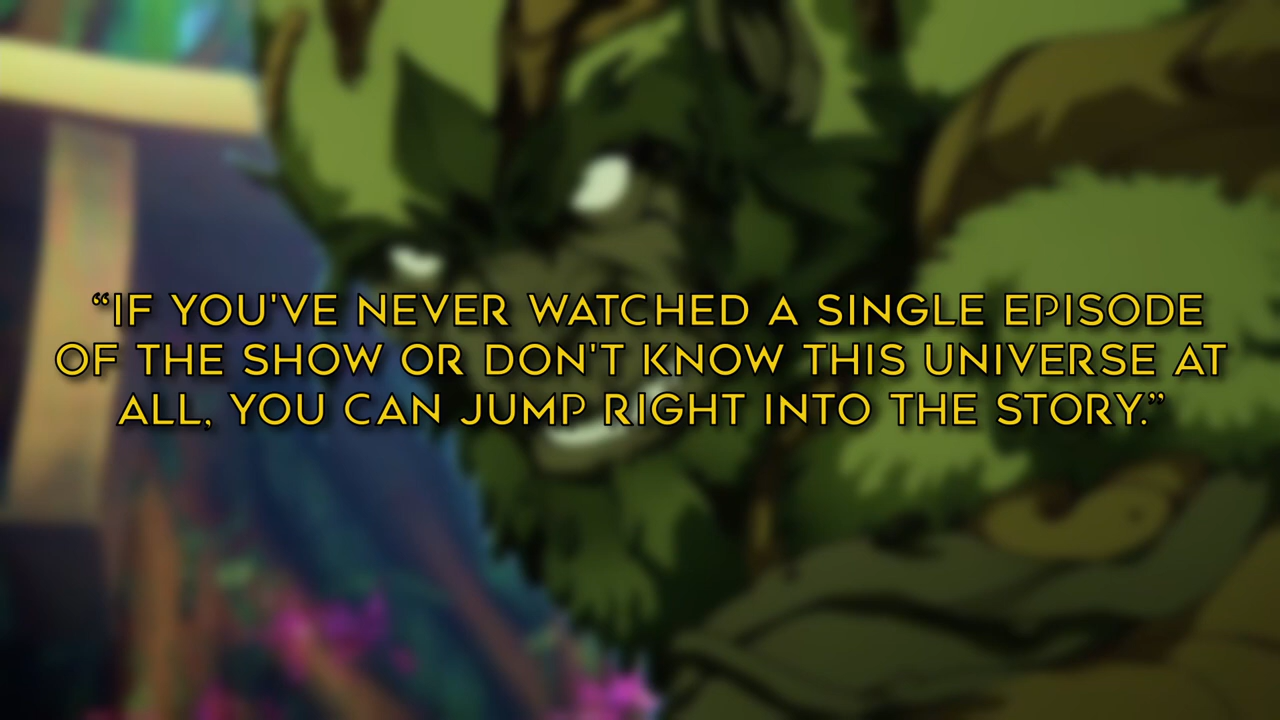 “IF YOU'VE NEVER WATCHED A SINGLE EPISODE
OF THE SHOW OR DON'T KNOW THIS UNIVERSE AT
ALL, YOU CAN JUMP RIGHT INTO THE STORY.”